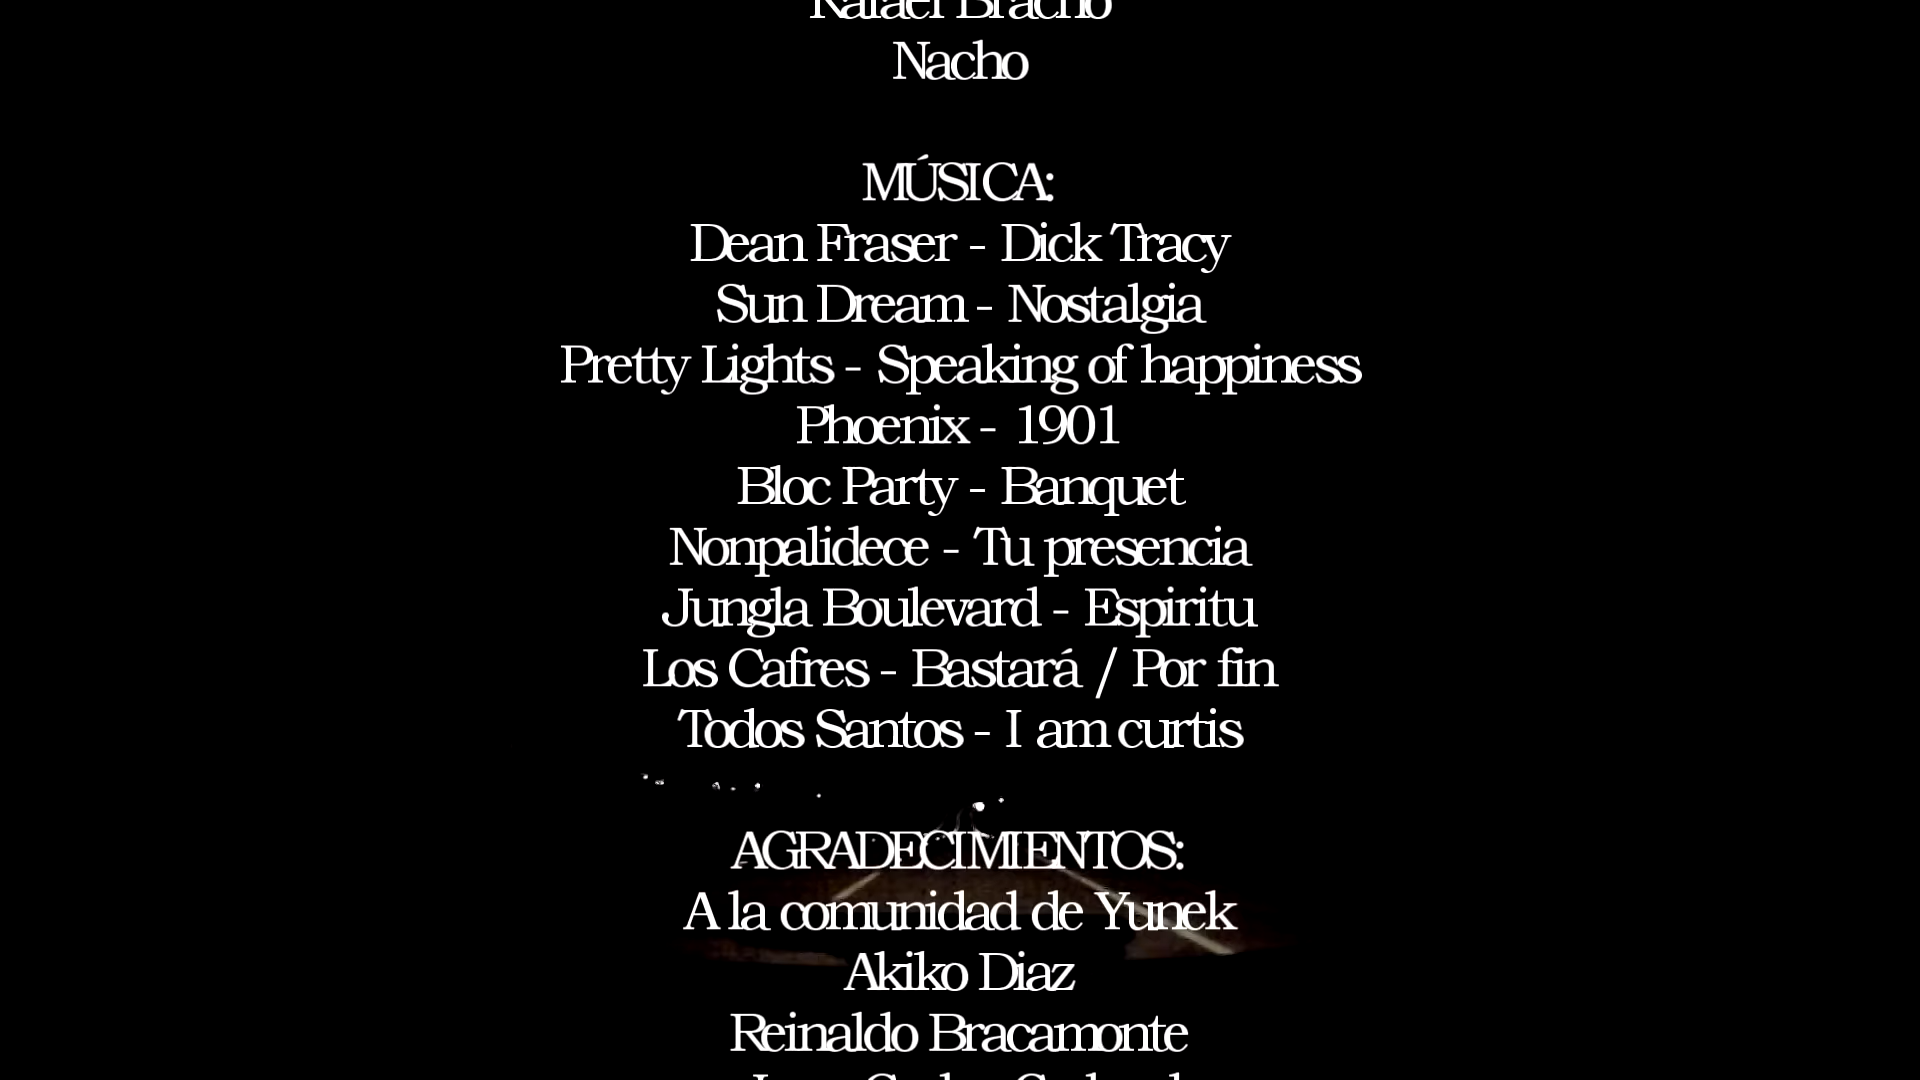 Rafael Bracho
Nacho
MÚSICA:
Dean Fraser - Dick Tracy
Sun Dream - Nostalgia
Pretty Lights - Speaking of happiness
Phoenix - 1901
Bloc Party - Banquet
Nonpalidece - Tu presencia
Jungla Boulevard - Espiritu
Los Cafres - Bastará / Por fin
Todos Santos - I am curtis
AGRADECIMIENTOS:
A la comunidad de Yunek
Akiko Diaz
Reinaldo Bracamonte